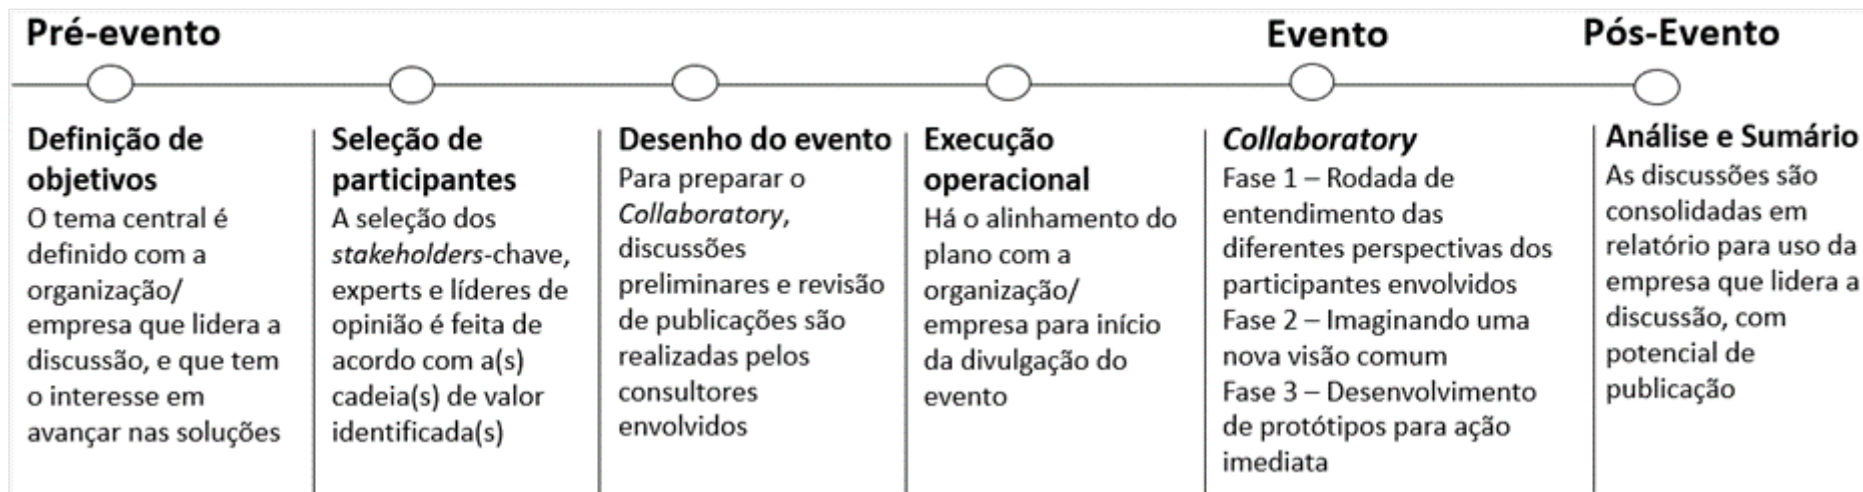 Pré-evento
Evento
Pós-Evento
Definição de
objetivos
O tema central é
definido com a
organização/
empresa que lidera a
discussão, e que tem
o interesse em
avançar nas soluções
Seleção de
participantes
A seleção dos
stakeholders-chave,
experts e líderes de
opinião é feita de
acordo com a(s)
cadeia(s) de valor
identificada(s)
Desenho do evento
Para preparar o
Collaboratory,
discussões
preliminares e revisão
de publicações são
realizadas pelos
consultores
envolvidos
Execução
operacional
Há o alinhamento do
plano com a
organização/
empresa para início
da divulgação do
evento
Collaboratory
Fase 1 – Rodada de
entendimento das
diferentes perspectivas dos
participantes envolvidos
Fase 2 – Imaginando uma
nova visão comum
Fase 3 – Desenvolvimento
de protótipos para ação
imediata
Análise e Sumário
As discussões são
consolidadas em
relatório para uso da
empresa que lidera a
discussão, com
potencial de
publicação